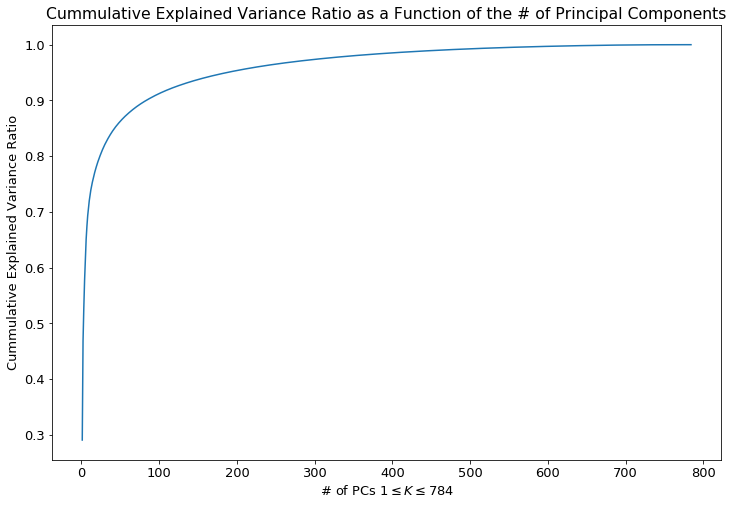 Cummulative Explained Variance Ratio as a Function of the # of Principal Components
Cummulative Explained Variance Ratio
1.0
0.9
0.8
0.7
0.6
0.5
0.4
0.3
0 100 200 300 400 500 600 700 800
# of PCs 1 ≤ K ≤ 784